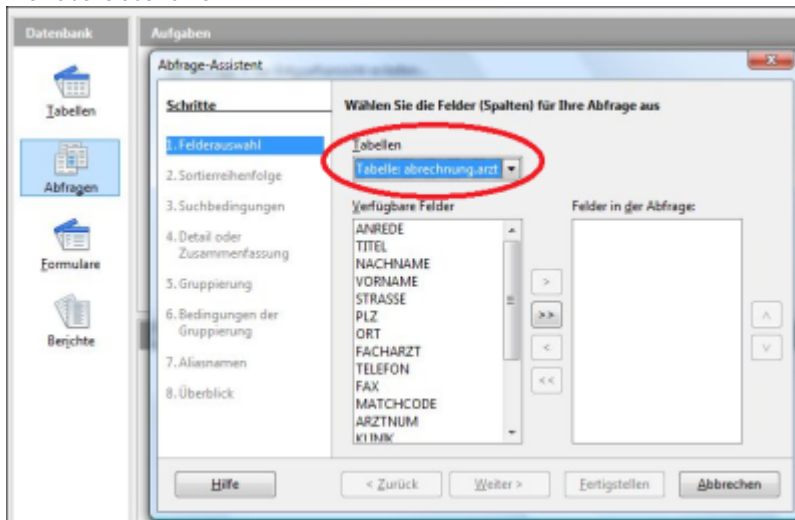 Datenbank
Aufgaben
Tabellen
Abfragen
Formulare
Berichte
Abfrage-Assistent
Schritte
1. Felderauswahl
2. Sortierreihenfolge
3. Suchbedingungen
4. Detail oder
Zusammenfassung
5. Gruppierung
6. Bedingungen der
Gruppierung
7. Aliasnamen
8. Überblick
Wählen Sie die Felder (Spalten) für Ihre Abfrage aus
Tabellen
Tabelle: abrechnung.arzt
Verfügbare Felder
ANREDE
TITEL
NACHNAME
VORNAME
STRASSE
PLZ
ORT
FACHARZT
TELEFON
FAX
MATCHCODE
ARZTNUM
KLINIK
>
>>
<
<<
Felder in der Abfrage:
Hilfe
< Zurück
Weiter >
Fertigstellen
Abbrechen